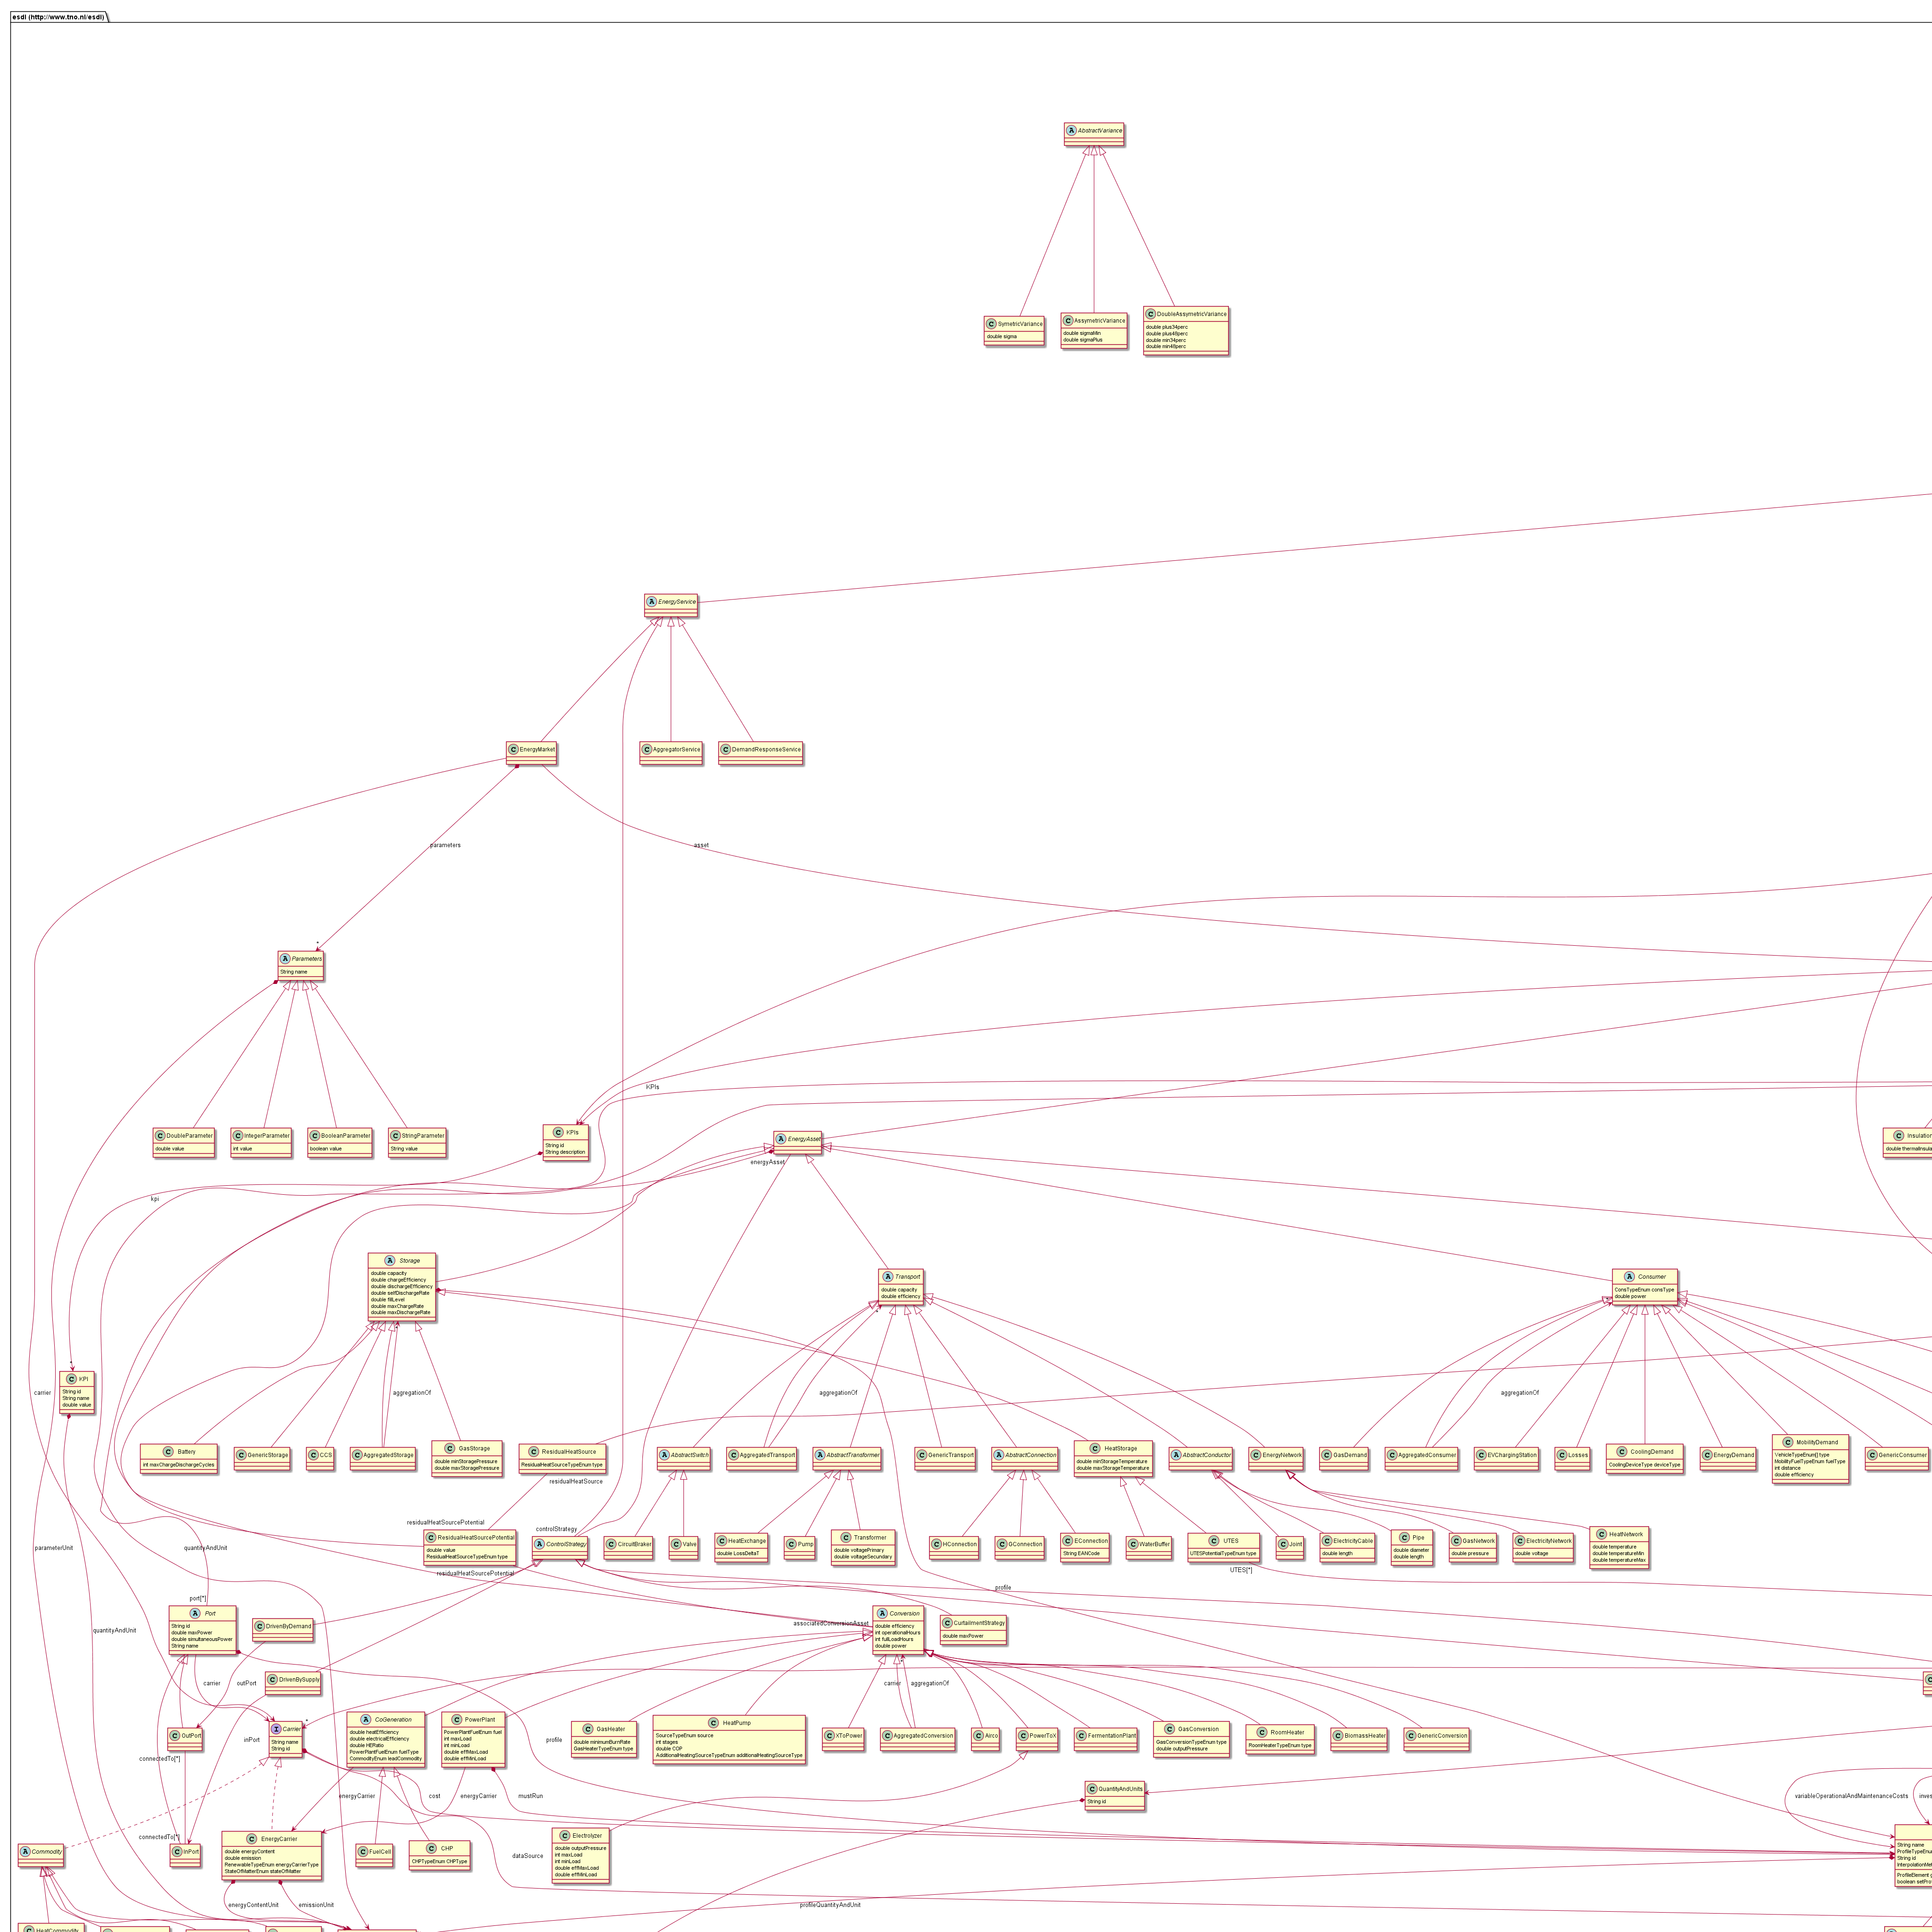 esdl (http://www.tno.nl/esdl)
A AbstractVariance
C SymetricVariance
double sigma
C AssymetricVariance
double sigmaMin
double sigmaPlus
C DoubleAssymetricVariance
double plus34perc
double plus48perc
double min34perc
double min48perc
A EnergyService
C EnergyMarket
C AggregatorService
C DemandResponseService
parameters
asset
*
A Parameters
String name
C DoubleParameter
double value
C IntegerParameter
int value
C BooleanParameter
boolean value
C StringParameter
String value
KPIs
C KPIs
String id
String description
A EnergyAsset
energyAsset
C Insulation
double thermalInsula
kpi
A Storage
double capacity
double chargeEfficiency
double dischargeEfficiency
double selfDischargeRate
double fillLevel
double maxChargeRate
double maxDischargeRate
A Transport
double capacity
double efficiency
A Consumer
ConsTypeEnum consType
double power
*
C KPI
String id
String name
double value
carrier
aggregationOf
aggregationOf
aggregationOf
C Battery
int maxChargeDischargeCycles
C GenericStorage
C CCS
C AggregatedStorage
C GasStorage
double minStoragePressure
double maxStoragePressure
C ResidualHeatSource
ResidualHeatSourceTypeEnum type
A AbstractSwitch
C AggregatedTransport
A AbstractTransformer
C GenericTransport
A AbstractConnection
C HeatStorage
double minStorageTemperature
double maxStorageTemperature
A AbstractConductor
C EnergyNetwork
C GasDemand
C AggregatedConsumer
C EVChargingStation
C Losses
C CoolingDemand
CoolingDeviceType deviceType
C EnergyDemand
C MobilityDemand
VehicleTypeEnum[] type
MobilityFuelTypeEnum fuelType
int distance
double efficiency
C GenericConsumer
residualHeatSource
residualHeatSourcePotential
controlStrategy
C ResidualHeatSourcePotential
double value
ResidualHeatSourceTypeEnum type
A ControlStrategy
C CircuitBraker
C Valve
C HeatExchange
double LossDeltaT
C Pump
C Transformer
double voltagePrimary
double voltageSecundary
C HConnection
C GConnection
C EConnection
String EANCode
C WaterBuffer
C UTES
UTESPotentialTypeEnum type
C Joint
C ElectricityCable
double length
C Pipe
double diameter
double length
C GasNetwork
double pressure
C ElectricityNetwork
double voltage
C HeatNetwork
double temperature
double temperatureMin
double temperatureMax
parameterUnit
quantityAndUnit
residualHeatSourcePotential
UTES[*]
profile
port[*]
A Port
String id
double maxPower
double simultaneousPower
String name
C DrivenByDemand
quantityAndUnit
associatedConversionAsset
A Conversion
double efficiency
int operationalHours
int fullLoadHours
double power
C CurtailmentStrategy
double maxPower
C DrivenBySupply
carrier
outPort
carrier
aggregationOf
C OutPort
I Carrier
String name
String id
*
A CoGeneration
double heatEfficiency
double electricalEfficiency
double HERatio
PowerPlantFuelEnum fuelType
CommodityEnum leadCommodity
C PowerPlant
PowerPlantFuelEnum fuel
int maxLoad
int minLoad
double effMaxLoad
double effMinLoad
C GasHeater
double minimumBurnRate
GasHeaterTypeEnum type
C HeatPump
SourceTypeEnum source
int stages
double COP
AdditionalHeatingSourceTypeEnum additionalHeatingSourceType
C XToPower
C AggregatedConversion
C Airco
C PowerToX
C FermentationPlant
C GasConversion
GasConversionTypeEnum type
double outputPressure
C RoomHeater
RoomHeaterTypeEnum type
C BiomassHeater
C GenericConversion
inPort
profile
connectedTo[*]
energyCarrier
energyCarrier
cost
mustRun
C QuantityAndUnits
String id
variableOperationalAndMaintenanceCosts
inves
connectedTo[*]
A Commodity
C InPort
C EnergyCarrier
double energyContent
double emission
RenewableTypeEnum energyCarrierType
StateOfMatterEnum stateOfMatter
C FuelCell
C CHP
CHPTypeEnum CHPType
dataSource
C Electrolyzer
double outputPressure
int maxLoad
int minLoad
double effMaxLoad
double effMinLoad
String name
ProfileTypeEnu
String id
InterpolationMet
ProfileElement g
boolean setPro
energyContentUnit
emissionUnit
profileQuantityAndUnit
C HeatCommodity